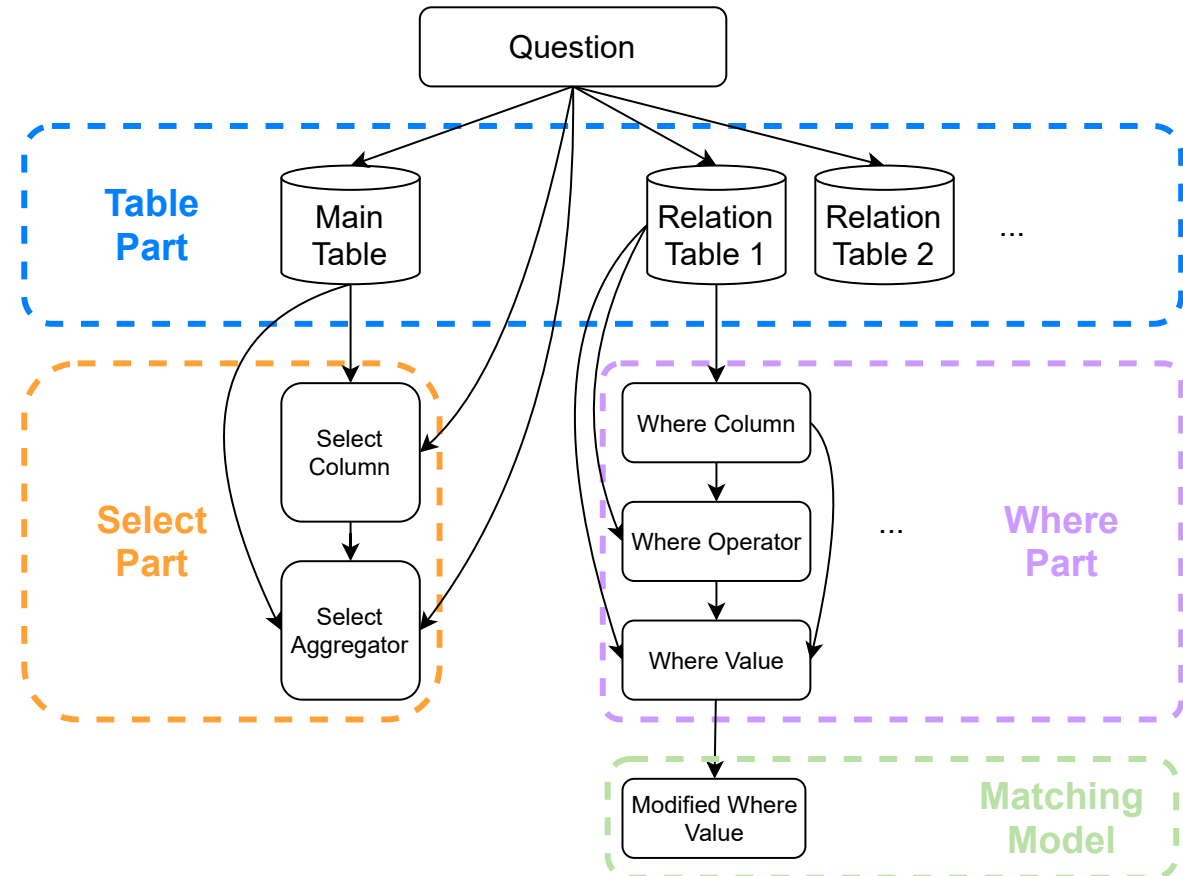 Question
Table
Part
Main
Table
Relation
Table 1
Relation
Table 2
...
Select
Part
Select
Column
Select
Aggregator
Where Column
Where Operator
Where Value
...
Where
Part
Modified Where
Value
Matching
Model